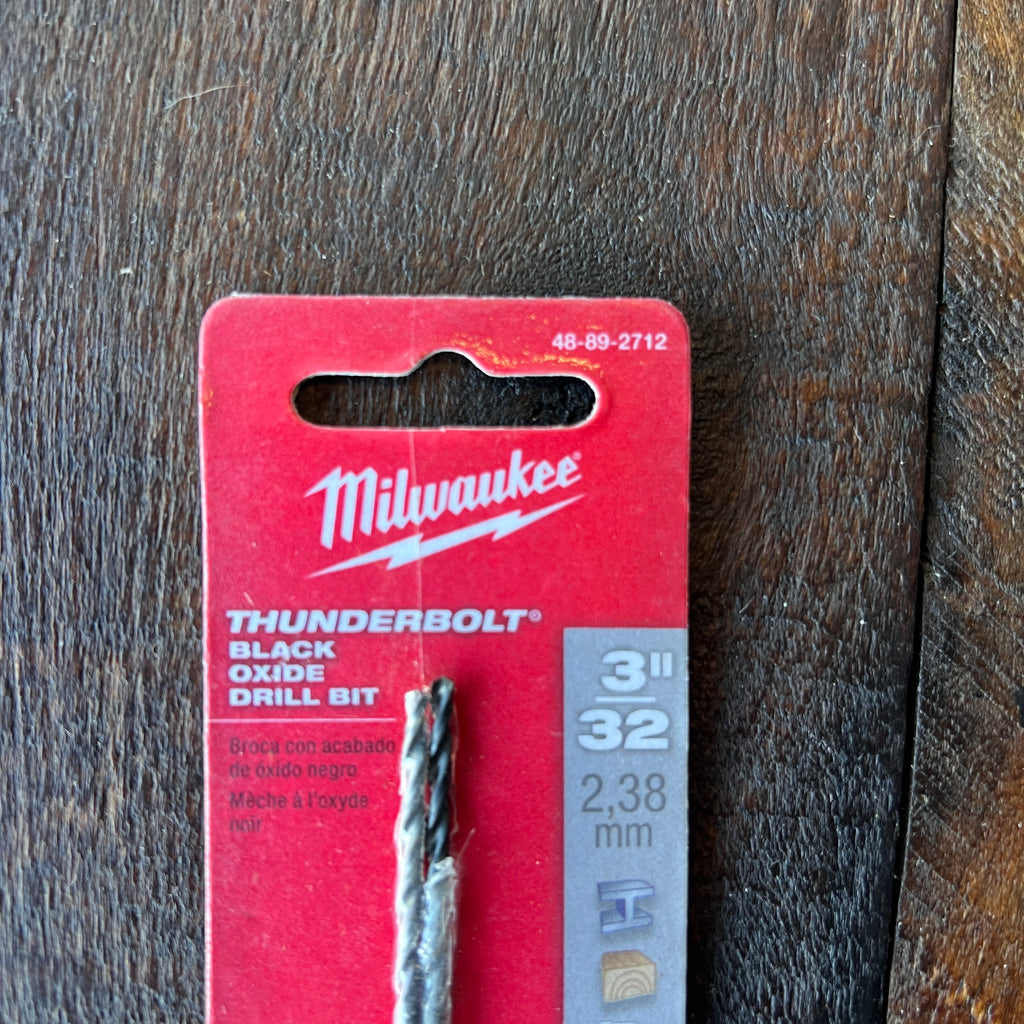 48-89-2712
Milwaukee®
THUNDERBOLT®
BLACK
OXIDE
DRILL BIT
Broca con acabado
de óxido negro
Mèche à l'oxyde
noir
3"
32
2,38
mm